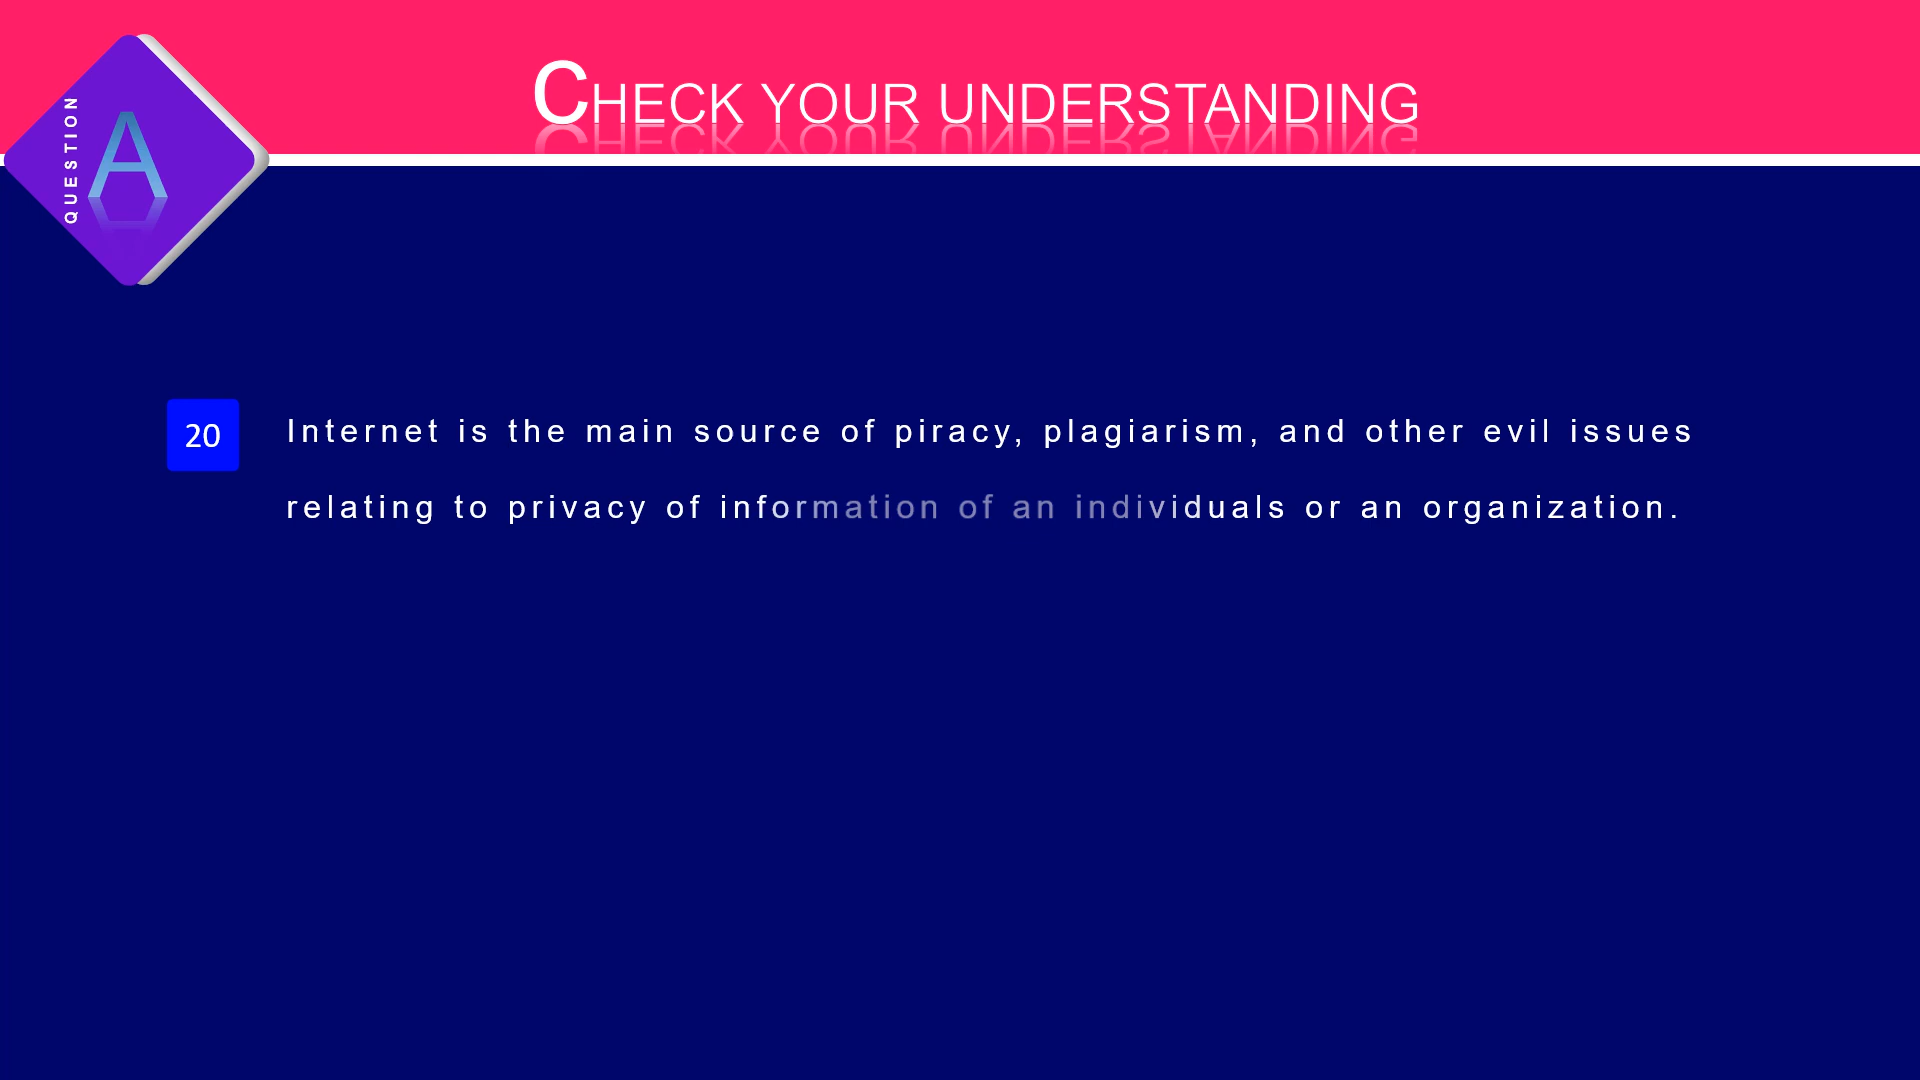 CHECK YOUR UNDERSTANDING
QUESTION
A
20
Internet is the main source of piracy, plagiarism, and other evil issues
relating to privacy of information of an individuals or an organization.